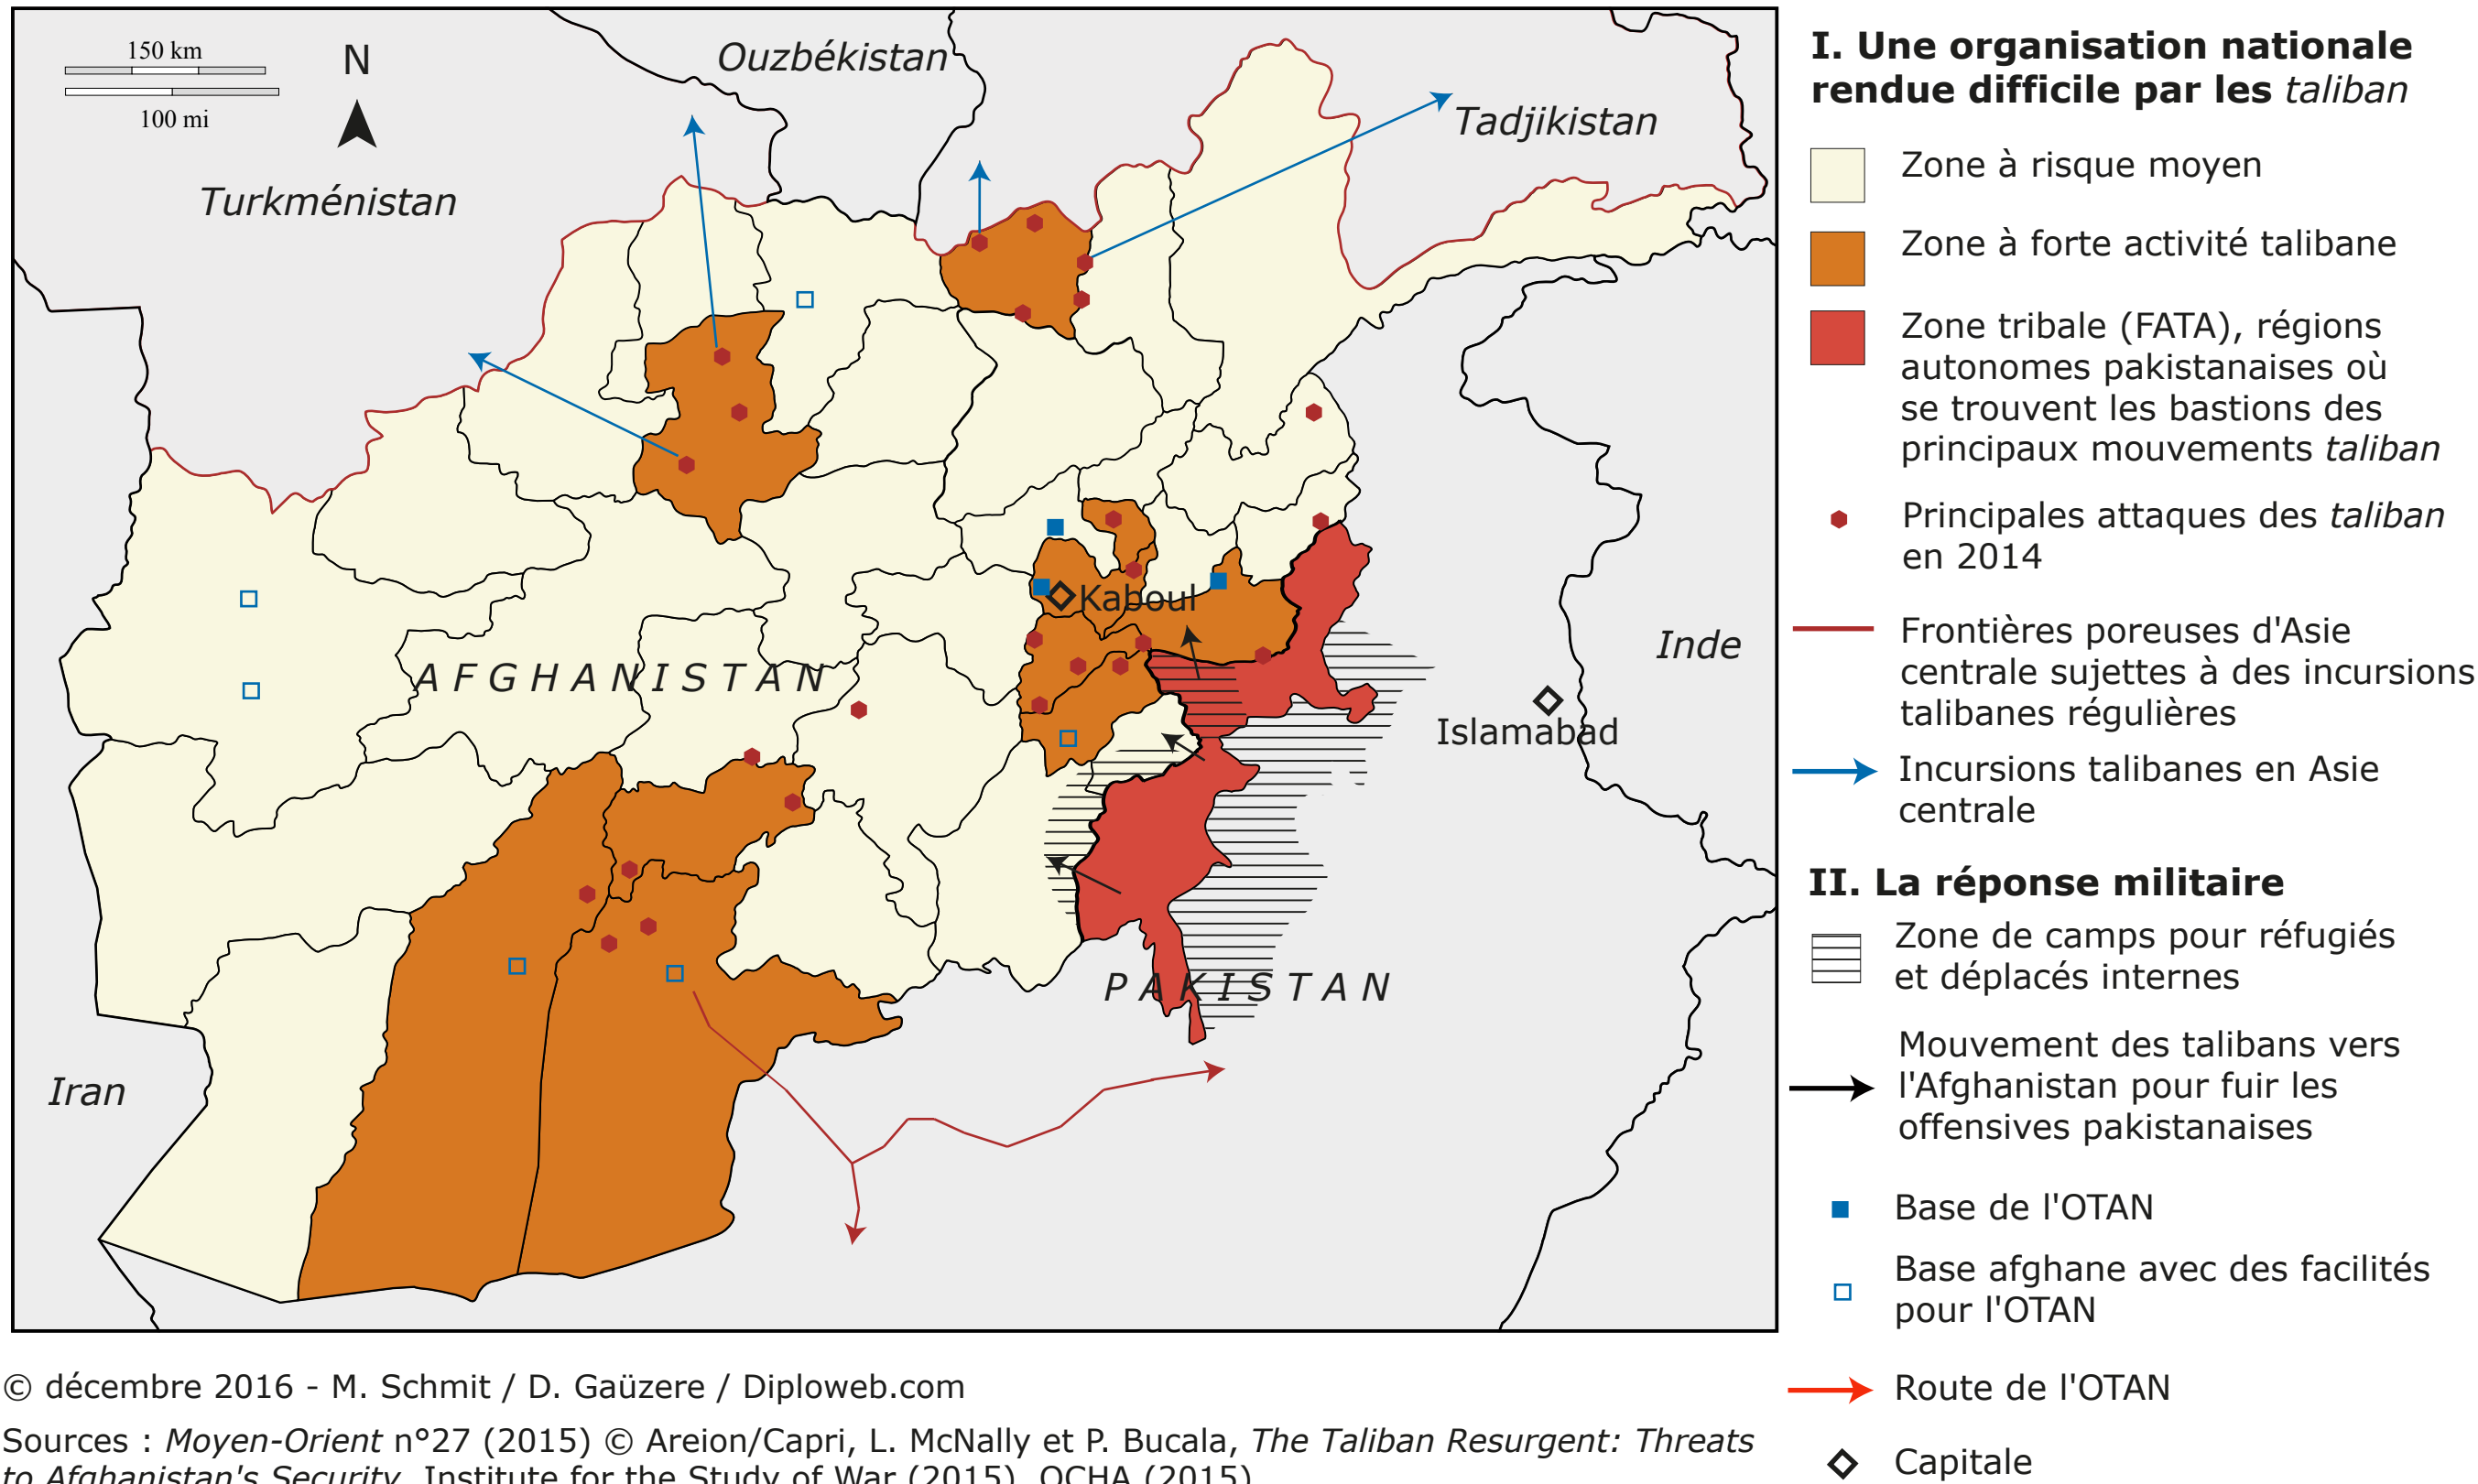 150 km
100 mi
N
Ouzbékistan
Tadjikistan
Turkménistan
Kaboul
AFGHANISTAN
Inde
Islamabad
PAKISTAN
Iran
I. Une organisation nationale
rendue difficile par les taliban
Zone à risque moyen
Zone à forte activité talibane
Zone tribale (FATA), régions
autonomes pakistanaises où
se trouvent les bastions des
principaux mouvements taliban
Principales attaques des taliban
en 2014
Frontières poreuses d'Asie
centrale sujettes à des incursions
talibanes régulières
Incursions talibanes en Asie
centrale
II. La réponse militaire
Zone de camps pour réfugiés
et déplacés internes
Mouvement des talibans vers
l'Afghanistan pour fuir les
offensives pakistanaises
Base de l'OTAN
Base afghane avec des facilités
pour l'OTAN
Route de l'OTAN
Capitale
© décembre 2016 - M. Schmit / D. Gaüzere / Diploweb.com
Sources : Moyen-Orient n°27 (2015) © Areion/Capri, L. McNally et P. Bucala, The Taliban Resurgent: Threats
to Afghanistan's Security, Institute for the Study of War (2015), OCHA (2015)